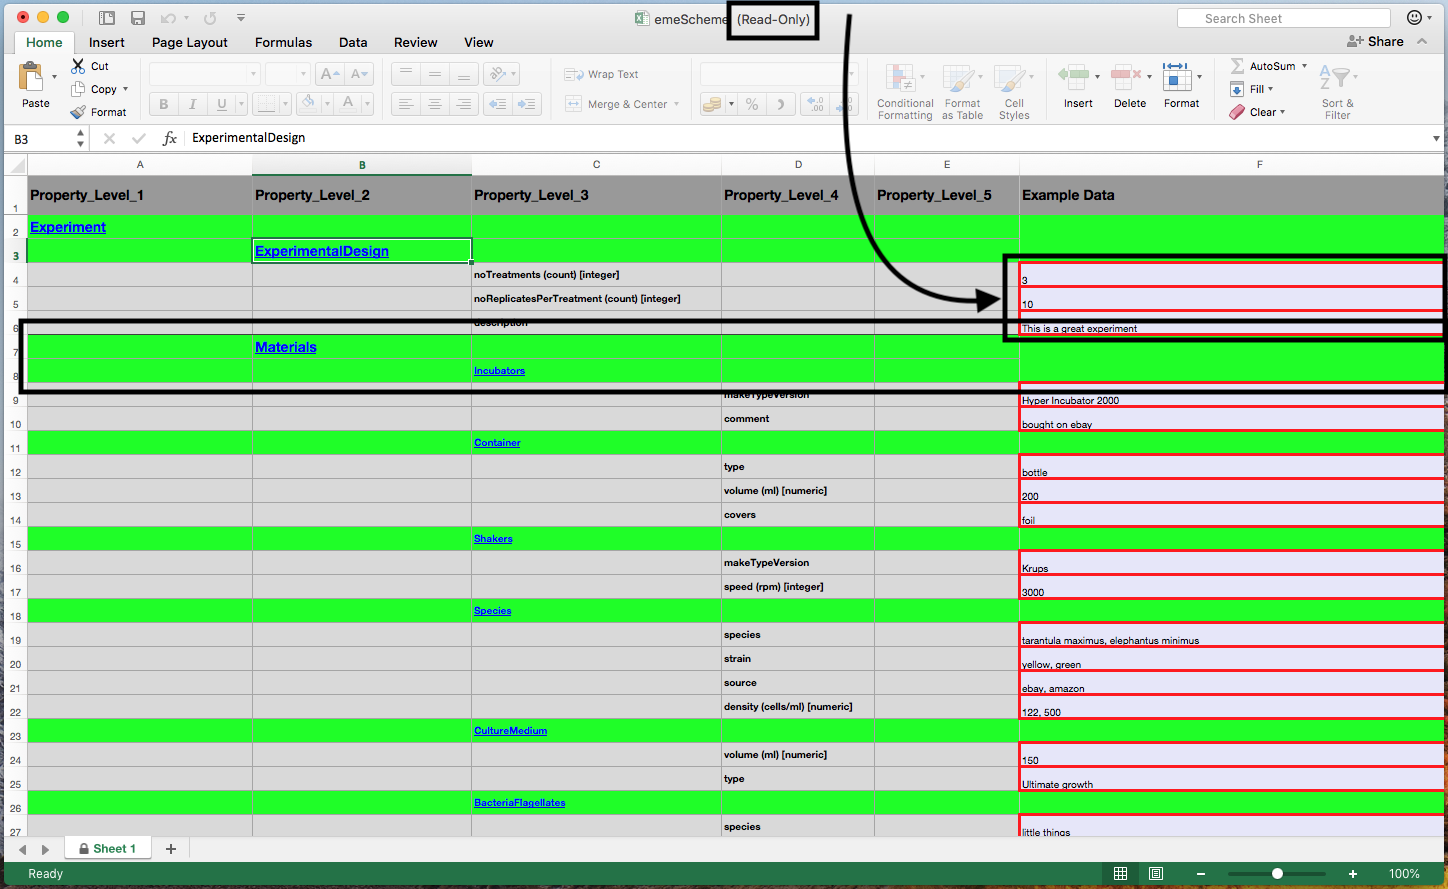 emeScheme (Read-Only)
Search Sheet
Home Insert Page Layout Formulas Data Review View
Share
Paste
Cut
Copy
Format
A A
B I U A
Wrap Text
Merge & Center
%
Conditional Formatting
Format as Table
Cell Styles
Insert
Delete
Format
AutoSum
Fill
Clear
Sort & Filter
B3 fx ExperimentalDesign
A B C D E F
1 Property_Level_1 Property_Level_2 Property_Level_3 Property_Level_4 Property_Level_5 Example Data
2 Experiment
3 ExperimentalDesign
4 noTreatments (count) [integer] 3
5 noReplicatesPerTreatment (count) [integer] 10
6 description This is a great experiment
7 Materials
8 Incubators
9 makeTypeVersion Hyper Incubator 2000
10 comment bought on ebay
11 Container
12 type bottle
13 volume (ml) [numeric] 200
14 covers foil
15 Shakers
16 makeTypeVersion Krups
17 speed (rpm) [integer] 3000
18 Species
19 species tarantula maximus, elephantus minimus
20 strain yellow, green
21 source ebay, amazon
22 density (cells/ml) [numeric] 122, 500
23 CultureMedium
24 volume (ml) [numeric] 150
25 type Ultimate growth
26 BacteriaFlagellates
27 species little things
Sheet 1 +
Ready
100%